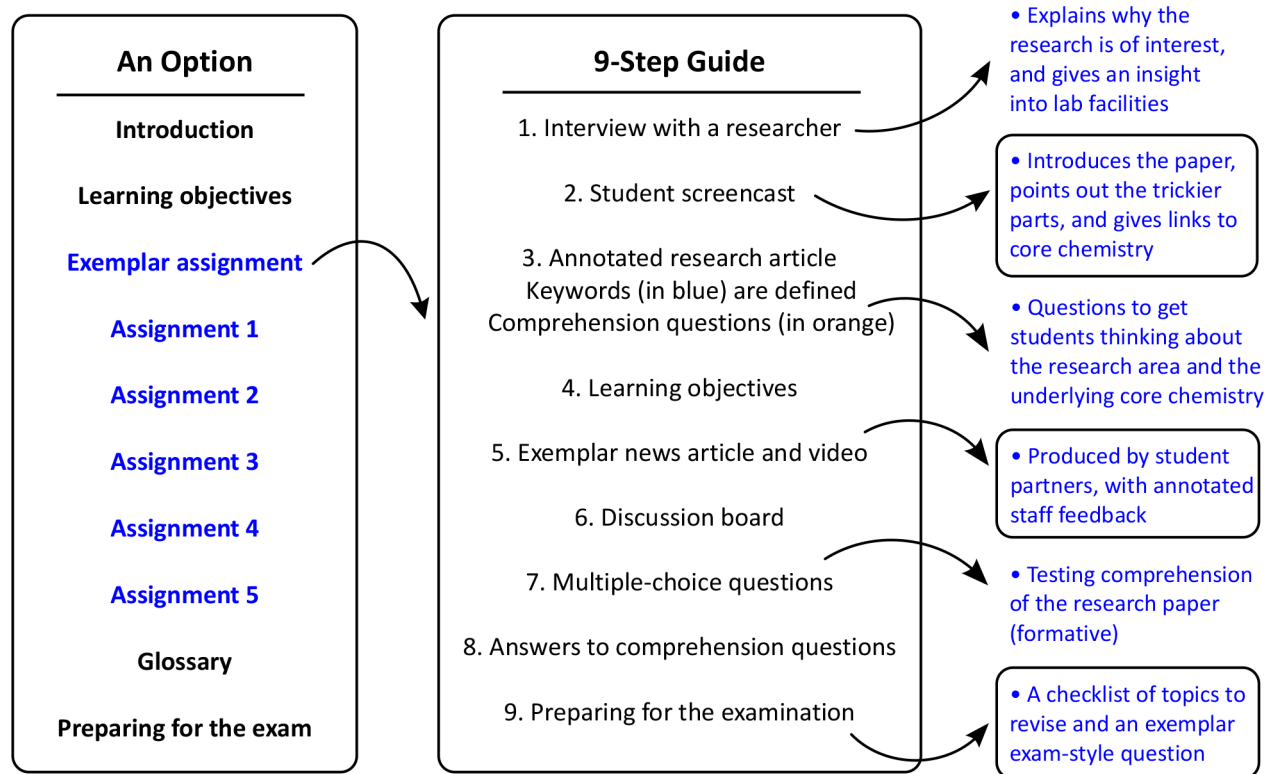 An Option
Introduction
Learning objectives
Exemplar assignment
Assignment 1
Assignment 2
Assignment 3
Assignment 4
Assignment 5
Glossary
Preparing for the exam
9-Step Guide
1. Interview with a researcher
2. Student screencast
3. Annotated research article
Keywords (in blue) are defined
Comprehension questions (in orange)
4. Learning objectives
5. Exemplar news article and video
6. Discussion board
7. Multiple-choice questions
8. Answers to comprehension questions
9. Preparing for the examination
• Explains why the
research is of interest,
and gives an insight
into lab facilities
• Introduces the paper,
points out the trickier
parts, and gives links to
core chemistry
• Questions to get
students thinking about
the research area and the
underlying core chemistry
• Produced by student
partners, with annotated
staff feedback
• Testing comprehension
of the research paper
(formative)
• A checklist of topics to
revise and an exemplar
exam-style question